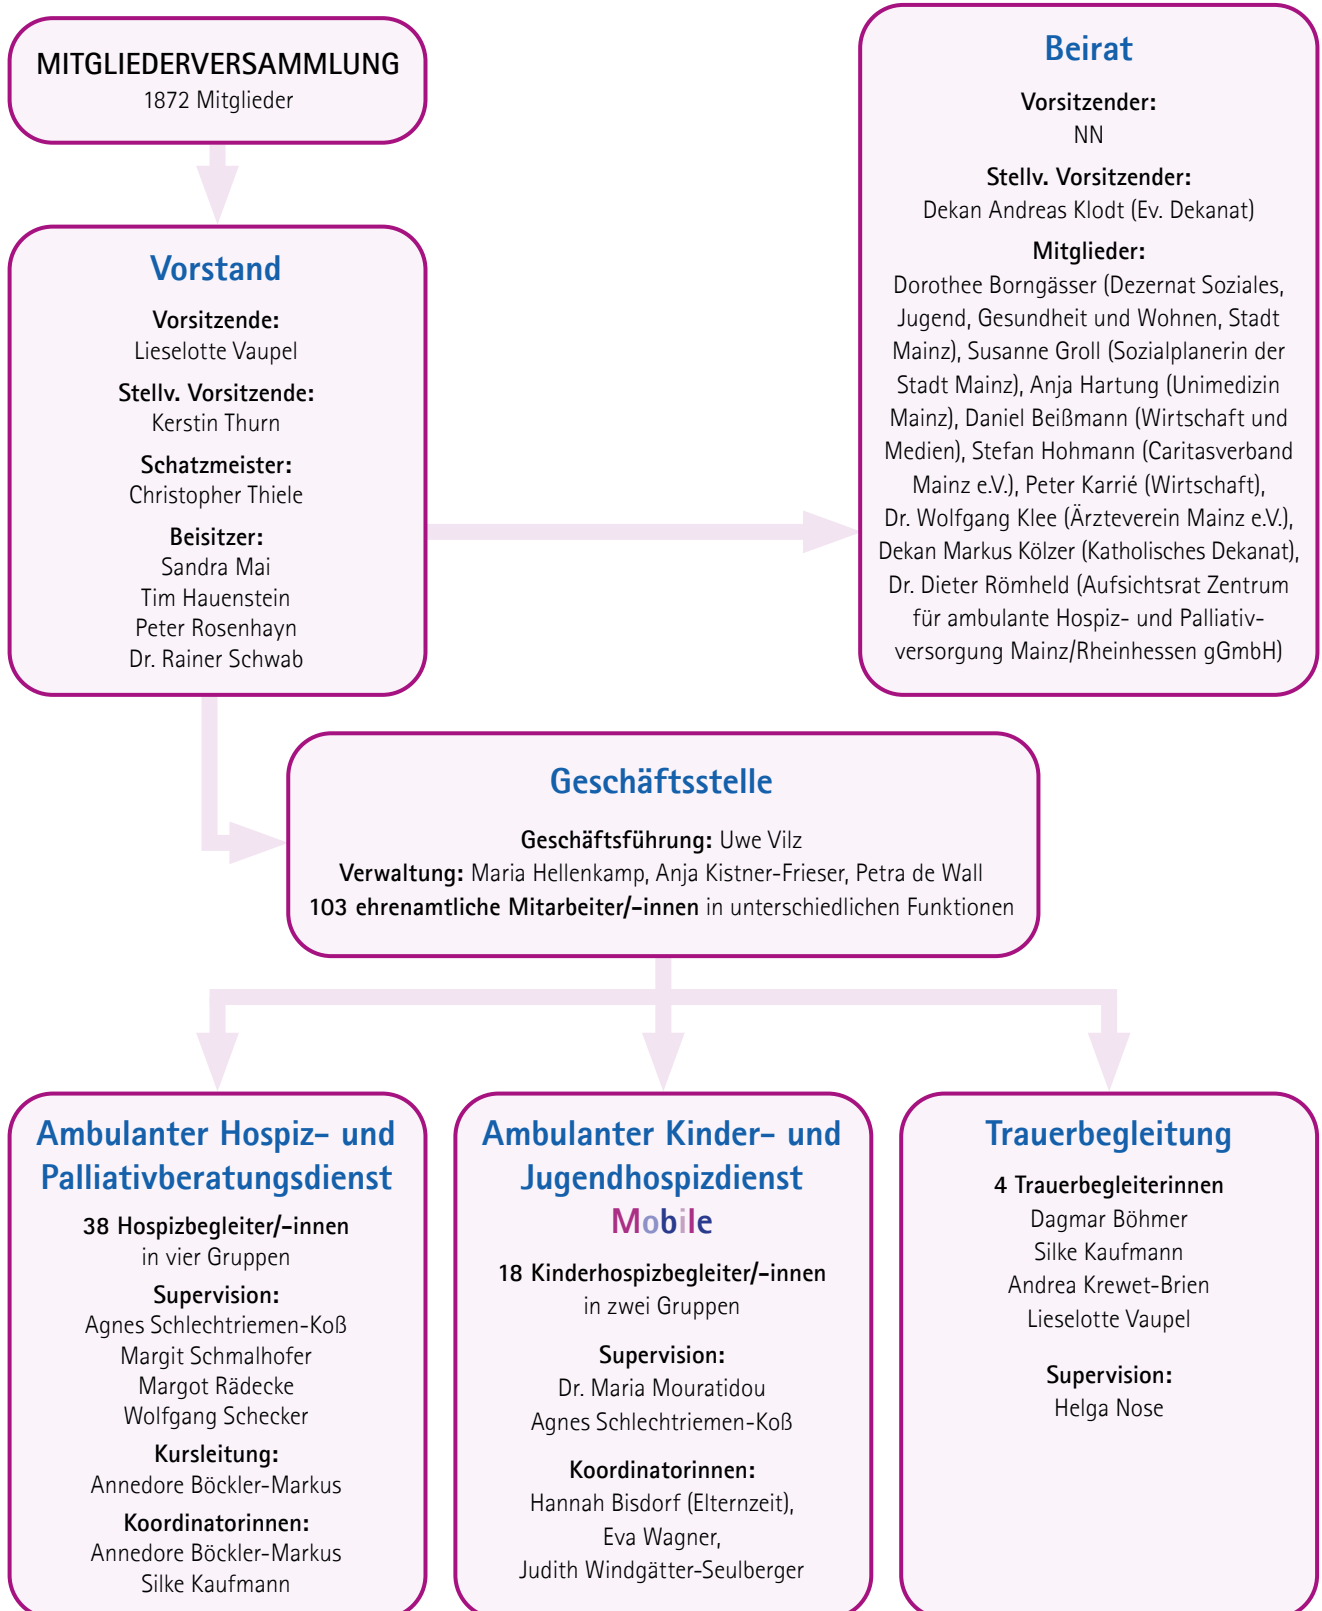 MITGLIEDERVERSAMMLUNG
1872 Mitglieder
Beirat
Vorsitzender:
NN
Stellv. Vorsitzender:
Dekan Andreas Klodt (Ev. Dekanat)
Mitglieder:
Dorothee Borngässer (Dezernat Soziales,
Jugend, Gesundheit und Wohnen, Stadt
Mainz), Susanne Groll (Sozialplanerin der
Stadt Mainz), Anja Hartung (Unimedizin
Mainz), Daniel Beißmann (Wirtschaft und
Medien), Stefan Hohmann (Caritasverband
Mainz e.V.), Peter Karrié (Wirtschaft),
Dr. Wolfgang Klee (Ärzteverein Mainz e.V.),
Dekan Markus Kölzer (Katholisches Dekanat),
Dr. Dieter Römheld (Aufsichtsrat Zentrum
für ambulante Hospiz- und Palliativ-
versorgung Mainz/Rheinhessen gGmbH)
Vorstand
Vorsitzende:
Lieselotte Vaupel
Stellv. Vorsitzende:
Kerstin Thurn
Schatzmeister:
Christopher Thiele
Beisitzer:
Sandra Mai
Tim Hauenstein
Peter Rosenhayn
Dr. Rainer Schwab
Geschäftsstelle
Geschäftsführung: Uwe Vilz
Verwaltung: Maria Hellenkamp, Anja Kistner-Frieser, Petra de Wall
103 ehrenamtliche Mitarbeiter/-innen in unterschiedlichen Funktionen
Ambulanter Hospiz- und
Palliativberatungsdienst
38 Hospizbegleiter/-innen
in vier Gruppen
Supervision:
Agnes Schlechtriemen-Koß
Margit Schmalhofer
Margot Rädecke
Wolfgang Schecker
Kursleitung:
Annedore Böckler-Markus
Koordinatorinnen:
Annedore Böckler-Markus
Silke Kaufmann
Ambulanter Kinder- und
Jugendhospizdienst
Mobile
18 Kinderhospizbegleiter/-innen
in zwei Gruppen
Supervision:
Dr. Maria Mouratidou
Agnes Schlechtriemen-Koß
Koordinatorinnen:
Hannah Bisdorf (Elternzeit),
Eva Wagner,
Judith Windgätter-Seulberger
Trauerbegleitung
4 Trauerbegleiterinnen
Dagmar Böhmer
Silke Kaufmann
Andrea Krewet-Brien
Lieselotte Vaupel
Supervision:
Helga Nose